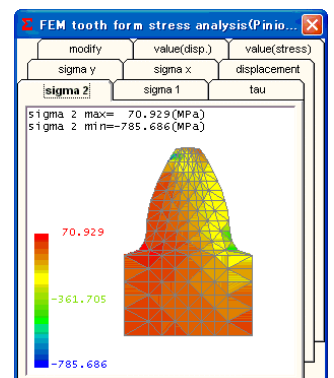 FEM tooth form stress analysis(Pinio...
modify value(disp.) value(stress)
sigma y sigma x displacement
sigma 2 sigma 1 tau
sigma 2 max= 70.929(MPa)
sigma 2 min=-785.686(MPa)
70.929
-361.705
-785.686